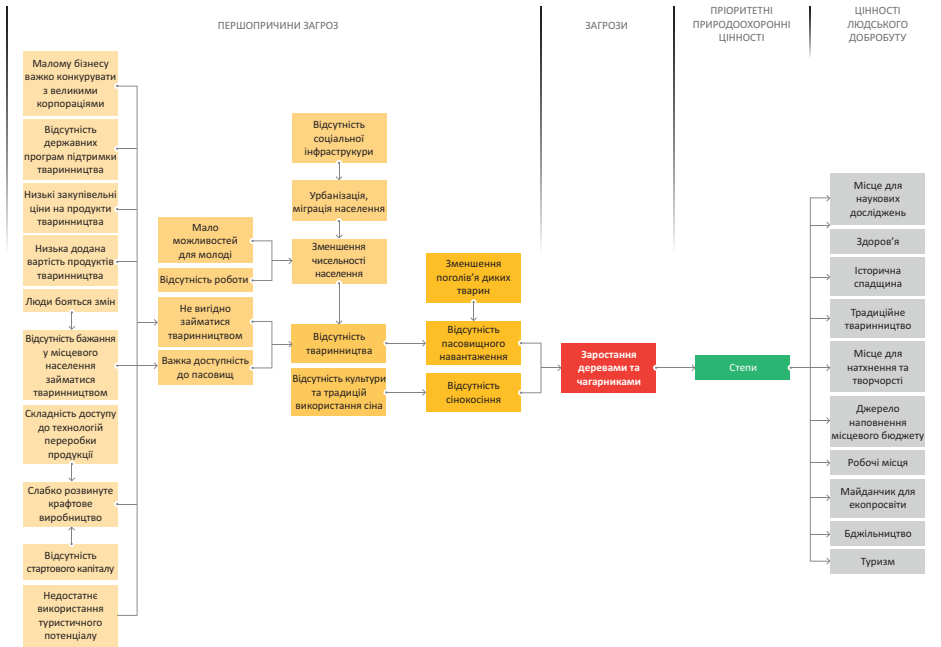 ПЕРШОПРИЧИНИ ЗАГРОЗ
ЗАГРОЗИ
ПРІОРИТЕТНІ
ПРИРОДООХОРОННІ
ЦІННОСТІ
ЦІННОСТІ
ЛЮДСЬКОГО
ДОБРОБУТУ
Малому бізнесу
важко конкурувати
з великими
корпораціями
Відсутність
державних
програм підтримки
тваринництва
Низькі закупівельні
ціни на продукти
тваринництва
Низька додана
вартість продуктів
тваринництва
Люди бояться змін
Відсутність бажання
у місцевого
населення
займатися
тваринництвом
Складність доступу
до технологій
переробки
продукції
Слабко розвинуте
крафтове
виробництво
Відсутність
стартового капіталу
Недостатнє
використання
туристичного
потенціалу
Мало
можливостей
для молоді
Відсутність роботи
Не вигідно
займатися
тваринництвом
Важка доступність
до пасовищ
Відсутність
соціальної
інфраструкури
Урбанізація,
міграція населення
Зменшення
чисельності
населення
Відсутність
тваринництва
Відсутність культури
та традицій
використання сіна
Зменшення
поголів’я диких
тварин
Відсутність
пасовищного
навантаження
Відсутність
сінокосіння
Заростання
деревами та
чагарниками
Степи
Місце для
наукових
досліджень
Здоров’я
Історична
спадщина
Традиційне
тваринництво
Місце для
натхнення та
творчості
Джерело
наповнення
місцевого бюджету
Робочі місця
Майданчик для
екопросвіти
Бджільництво
Туризм